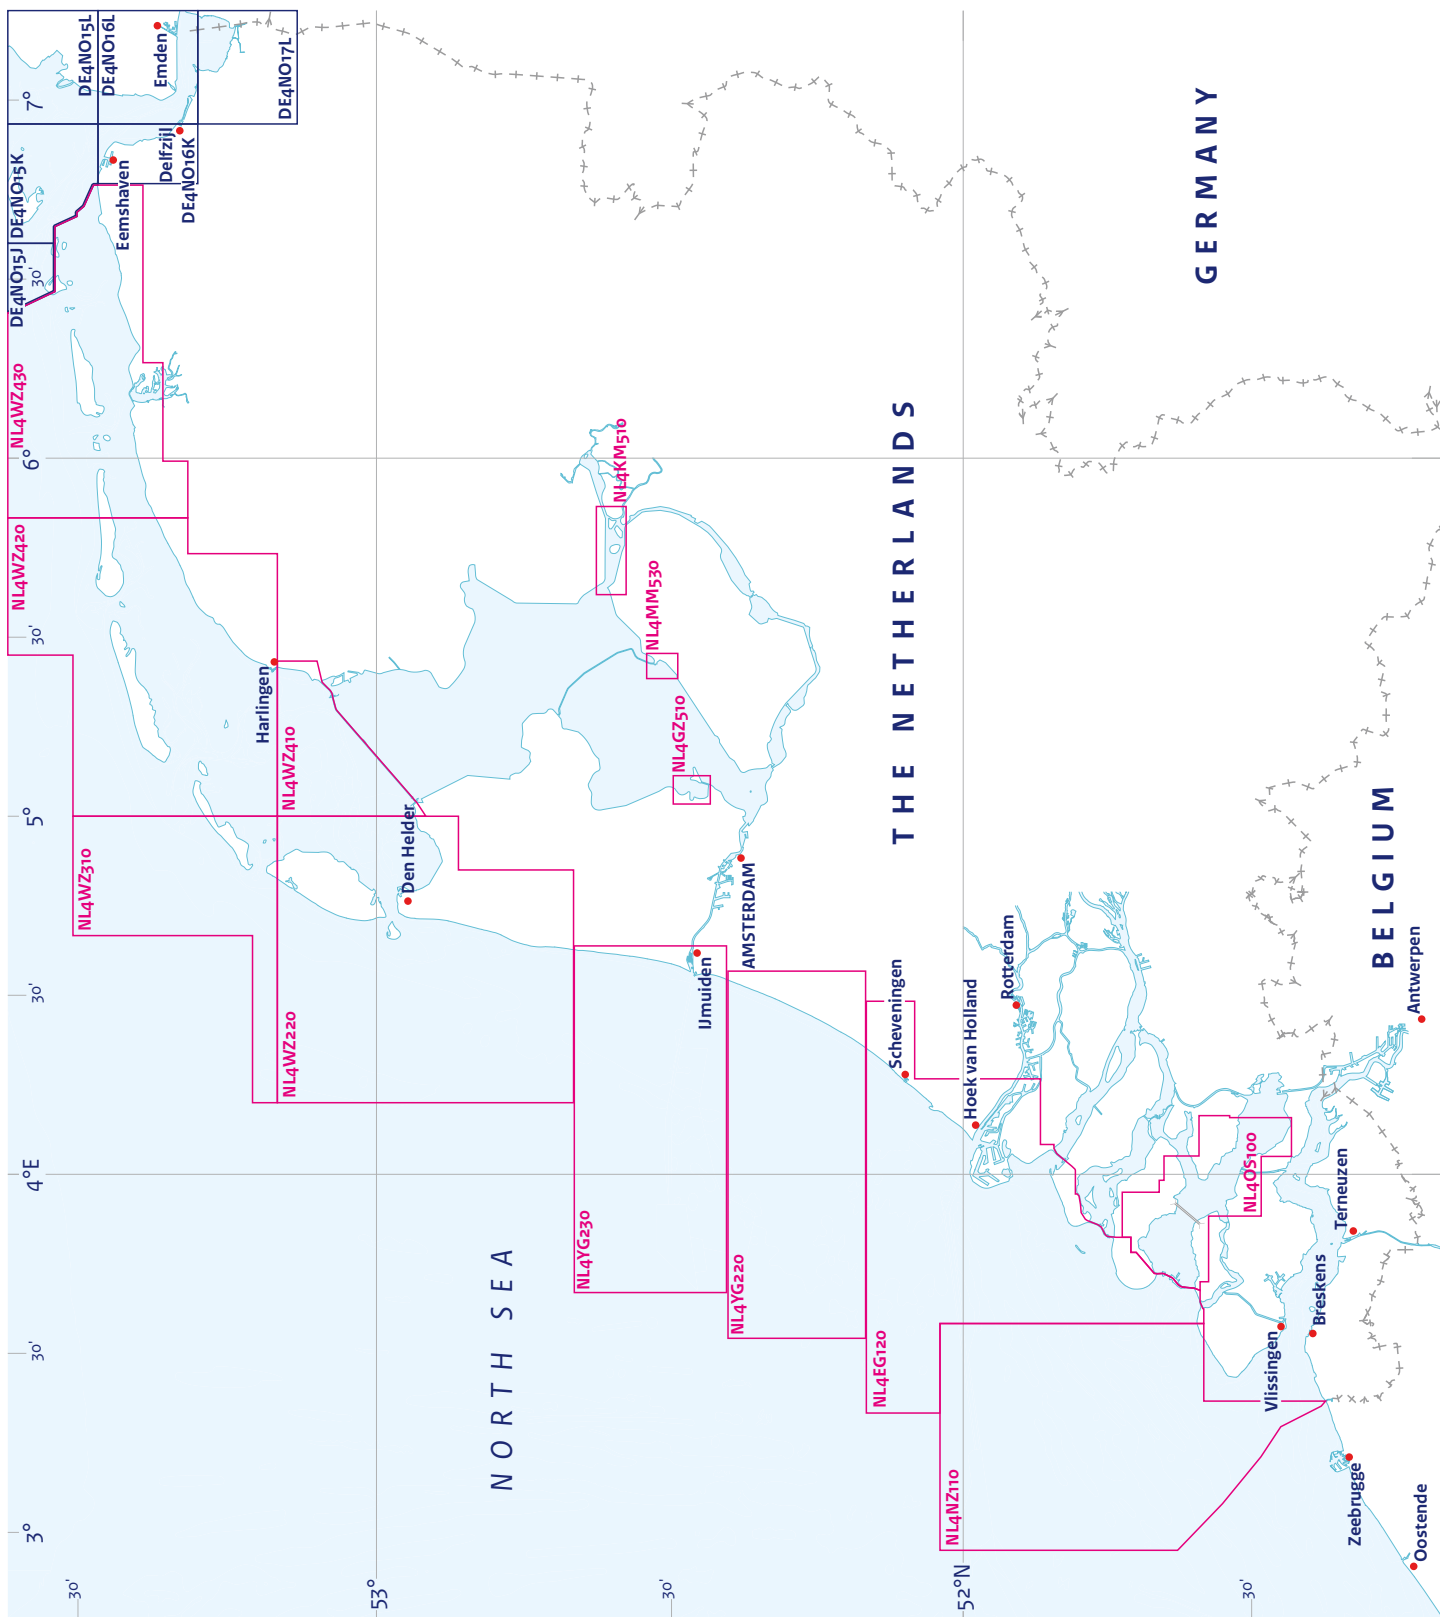 DE4NO15J
DE4NO15K
DE4NO15L
DE4NO16L
DE4NO16K
DE4NO17L
Emden
Delfzijl
Eemshaven
NL4WZ430
NL4WZ420
NL4WZ410
NL4WZ310
NL4WZ220
Harlingen
Den Helder
NL4KM510
NL4MM530
NL4GZ510
AMSTERDAM
IJmuiden
NL4YG230
NL4YG220
NL4EG120
NL4NZ110
NL4OS100
Scheveningen
Hoek van Holland
Rotterdam
Antwerpen
Terneuzen
Breskens
Vlissingen
Zeebrugge
Oostende
NORTH SEA
THE NETHERLANDS
GERMANY
BELGIUM
3°
30'
4°E
30'
5°
30'
6°
30'
7°
30'
53°
30'
52°N
30'